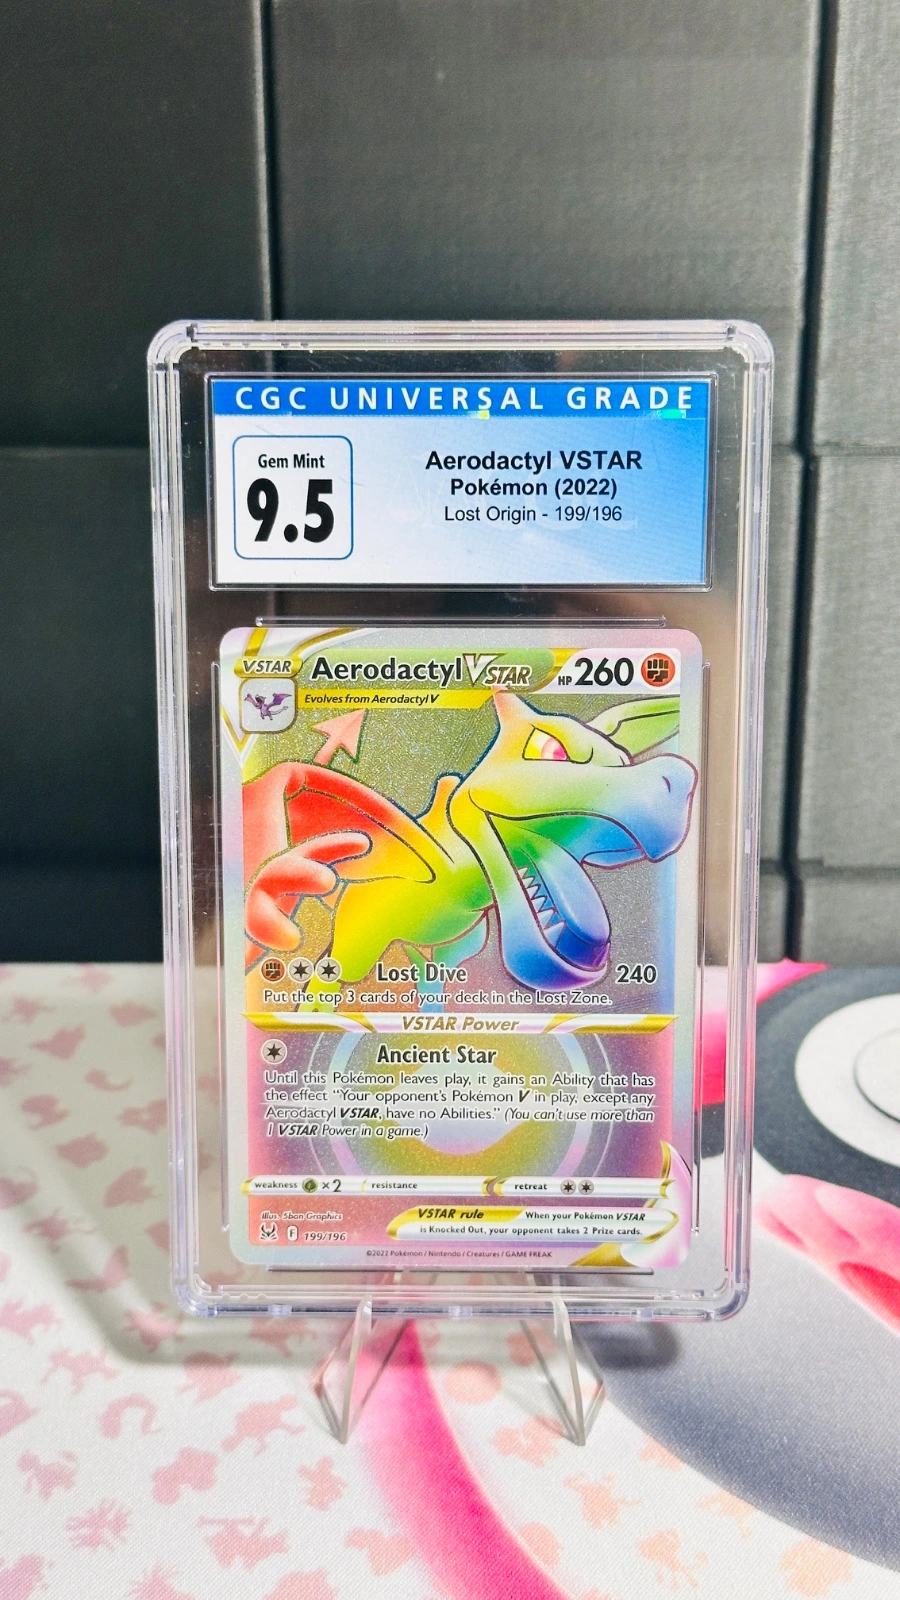 CGC UNIVERSAL GRADE
Gem Mint
9.5
Aerodactyl VSTAR
Pokémon (2022)
Lost Origin - 199/196
VSTAR Aerodactyl VSTAR HP 260
Evolves from Aerodactyl V
Lost Dive 240
Put the top 3 cards of your deck in the Lost Zone.
VSTAR Power
Ancient Star
Until this Pokémon leaves play, it gains an Ability that has
the effect "Your opponent's Pokémon V in play, except any
Aerodactyl VSTAR, have no Abilities." (You can't use more than
1 VSTAR Power in a game.)
weakness ×2 resistance retreat
Illus. 5ban Graphics
VSTAR rule When your Pokémon VSTAR
is Knocked Out, your opponent takes 2 Prize cards.
F 199/196
©2022 Pokémon / Nintendo / Creatures / GAME FREAK